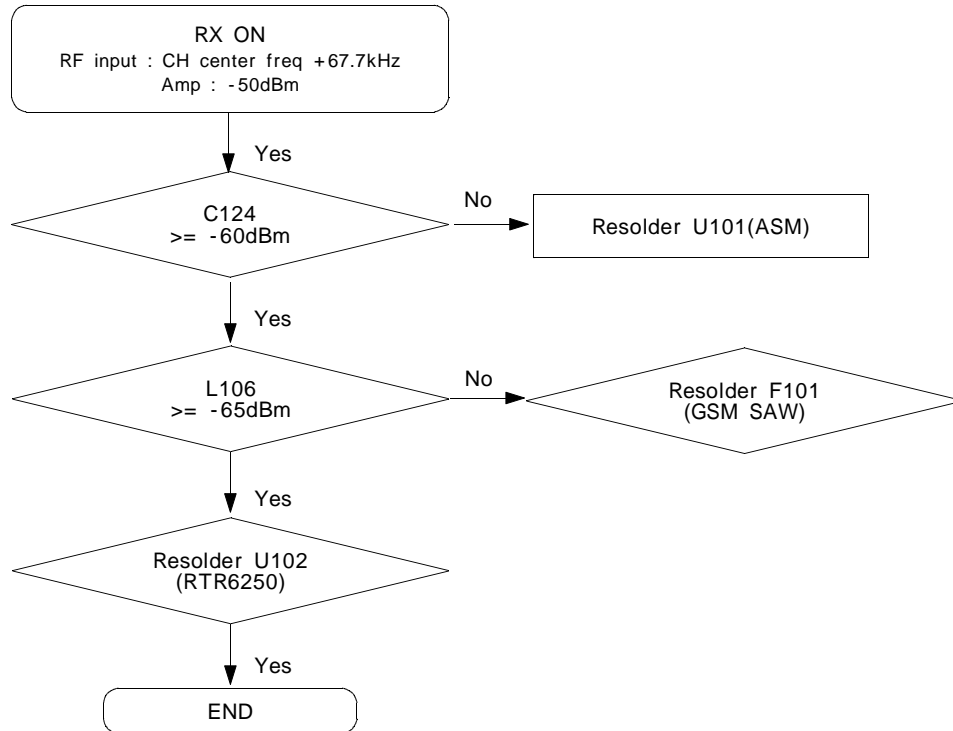 RX ON
RF input : CH center freq +67.7kHz
Amp : -50dBm
Yes
C124
>= -60dBm
No
Resolder U101(ASM)
Yes
L106
>= -65dBm
No
Resolder F101
(GSM SAW)
Yes
Resolder U102
(RTR6250)
Yes
END